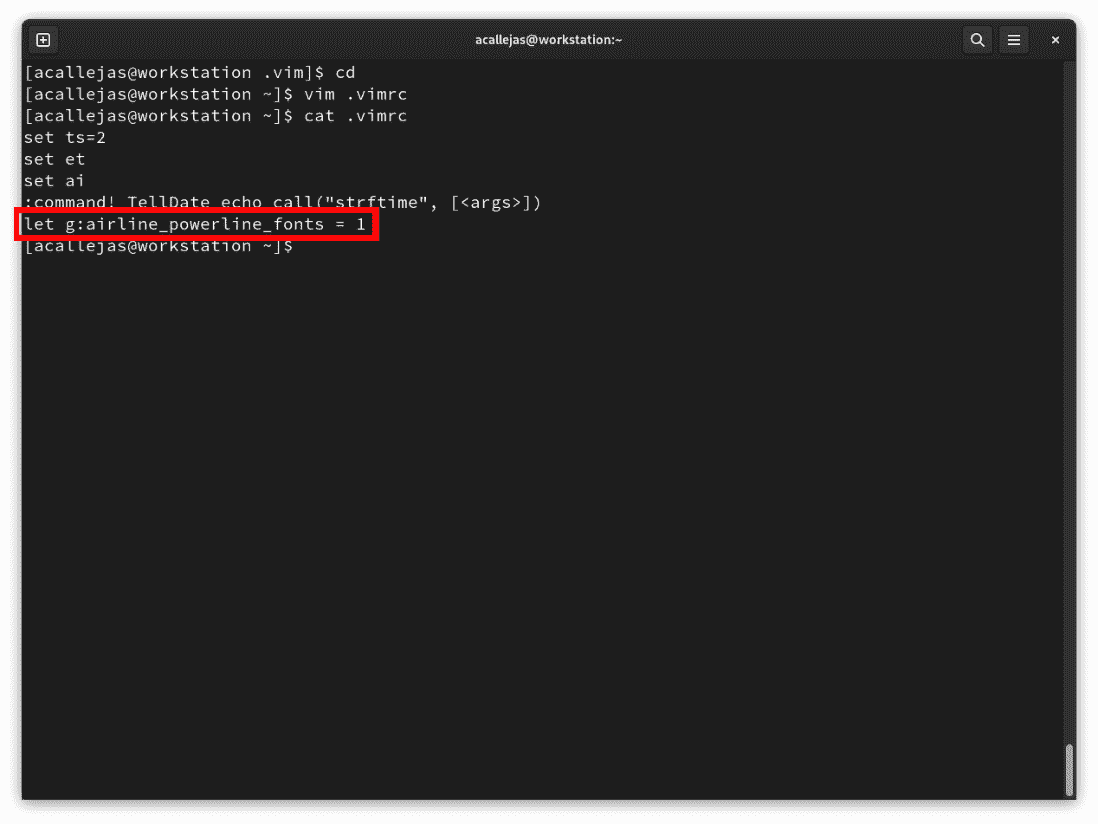 acallejas@workstation:~
[acallejas@workstation .vim]$ cd
[acallejas@workstation ~]$ vim .vimrc
[acallejas@workstation ~]$ cat .vimrc
set ts=2
set et
set ai
:command! TellDate echo call("strftime", [<args>])
let g:airline_powerline_fonts = 1
[acallejas@workstation ~]$